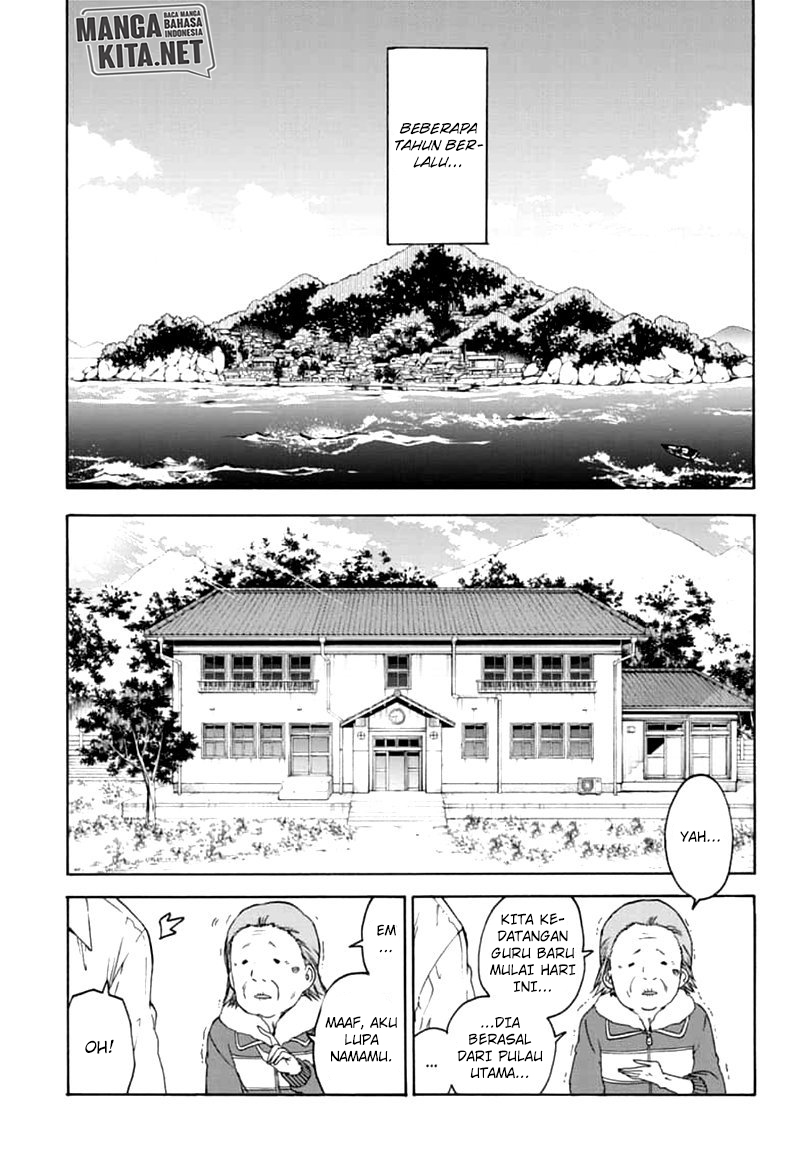 MANGA
KITA.NET
BACA MANGA
BAHASA
INDONESIA
BEBERAPA
TAHUN BER-
LALU...
YAH...
KITA KE-
DATANGAN
GURU BARU
MULAI HARI
INI...
...DIA
BERASAL
DARI PULAU
UTAMA...
...
EM
...
MAAF, AKU
LUPA
NAMAMU.
OH!